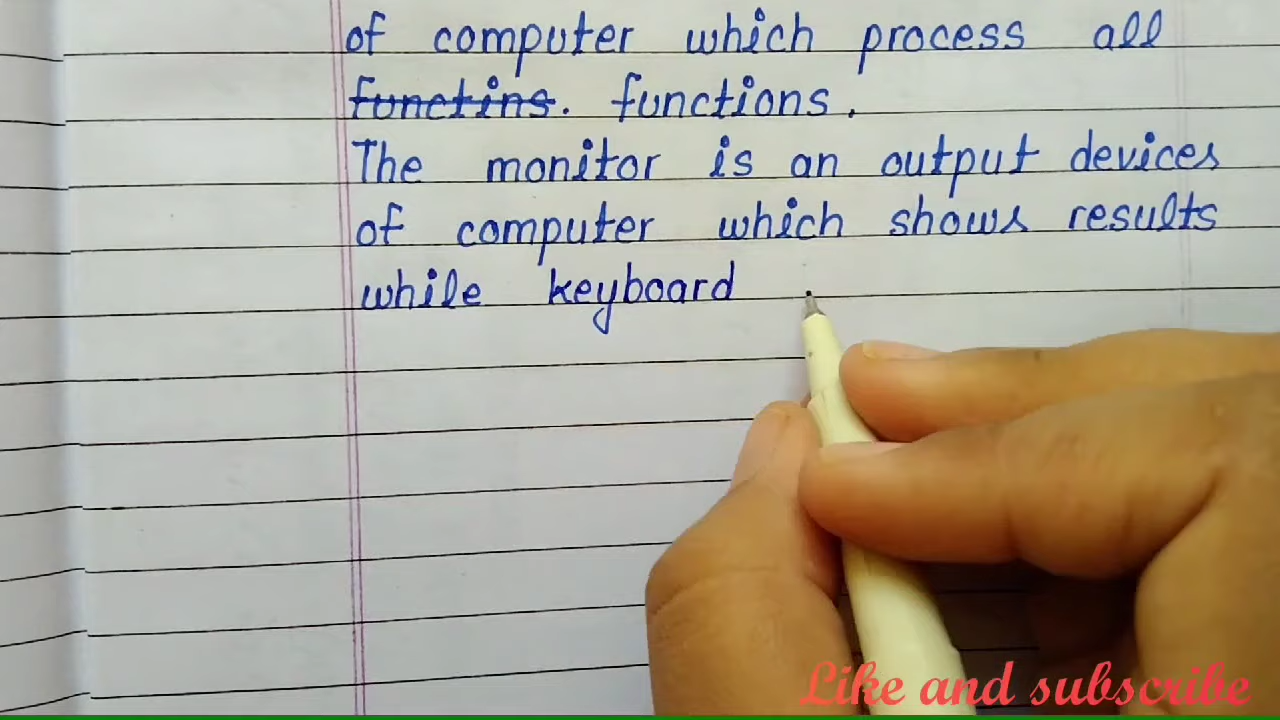 of computer which process all
functins. functions.
The monitor is an output devices
of computer which shows results
while keyboard
Like and subscribe